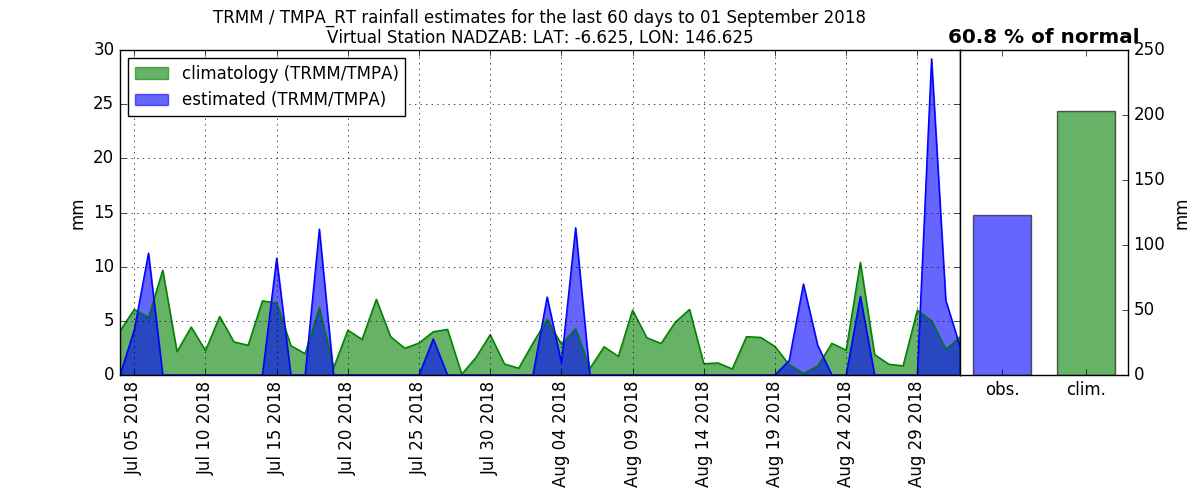 TRMM / TMPA_RT rainfall estimates for the last 60 days to 01 September 2018
Virtual Station NADZAB: LAT: -6.625, LON: 146.625
60.8 % of normal
climatology (TRMM/TMPA)
estimated (TRMM/TMPA)
30
25
20
15
10
5
0
mm
Jul 05 2018
Jul 10 2018
Jul 15 2018
Jul 20 2018
Jul 25 2018
Jul 30 2018
Aug 04 2018
Aug 09 2018
Aug 14 2018
Aug 19 2018
Aug 24 2018
Aug 29 2018
obs.
clim.
250
200
150
100
50
0
mm